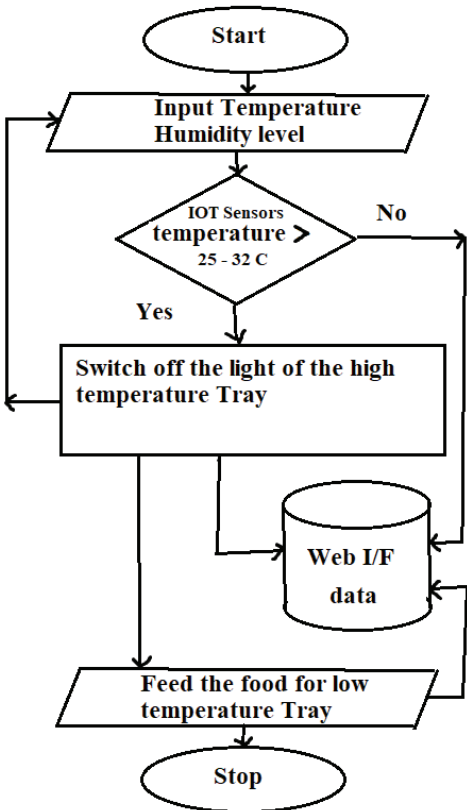 Start
Input Temperature
Humidity level
IOT Sensors
temperature >
25 - 32 C
No
Yes
Switch off the light of the high
temperature Tray
Web I/F
data
Feed the food for low
temperature Tray
Stop